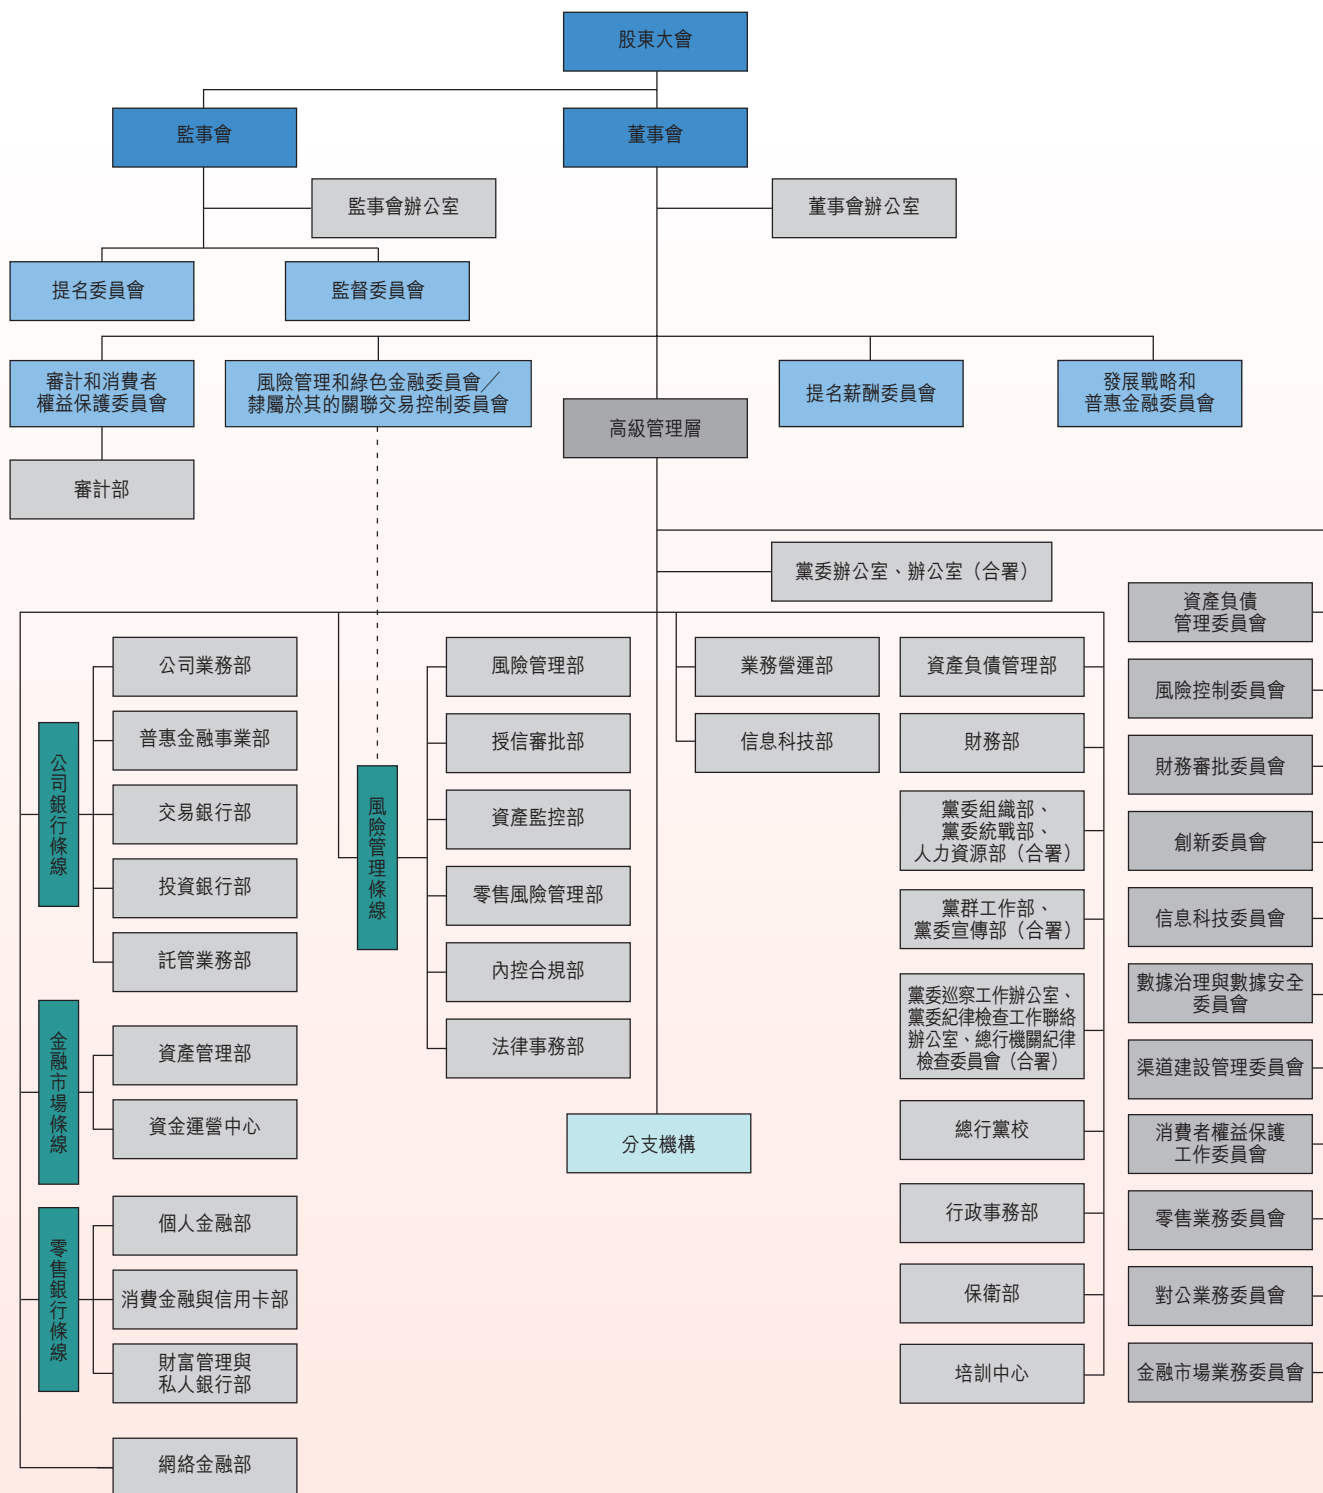 股東大會
監事會
董事會
監事會辦公室
董事會辦公室
提名委員會
監督委員會
審計和消費者
權益保護委員會
風險管理和綠色金融委員會／
隸屬於其的關聯交易控制委員會
提名薪酬委員會
發展戰略和
普惠金融委員會
高級管理層
審計部
黨委辦公室、辦公室（合署）
公司銀行條線
公司業務部
普惠金融事業部
交易銀行部
投資銀行部
託管業務部
金融市場條線
資產管理部
資金運營中心
零售銀行條線
個人金融部
消費金融與信用卡部
財富管理與
私人銀行部
網絡金融部
風險管理條線
風險管理部
授信審批部
資產監控部
零售風險管理部
內控合規部
法律事務部
分支機構
業務營運部
信息科技部
資產負債管理部
財務部
黨委組織部、
黨委統戰部、
人力資源部（合署）
黨群工作部、
黨委宣傳部（合署）
黨委巡察工作辦公室、
黨委紀律檢查工作聯絡
辦公室、總行機關紀律
檢查委員會（合署）
總行黨校
行政事務部
保衛部
培訓中心
資產負債
管理委員會
風險控制委員會
財務審批委員會
創新委員會
信息科技委員會
數據治理與數據安全
委員會
渠道建設管理委員會
消費者權益保護
工作委員會
零售業務委員會
對公業務委員會
金融市場業務委員會